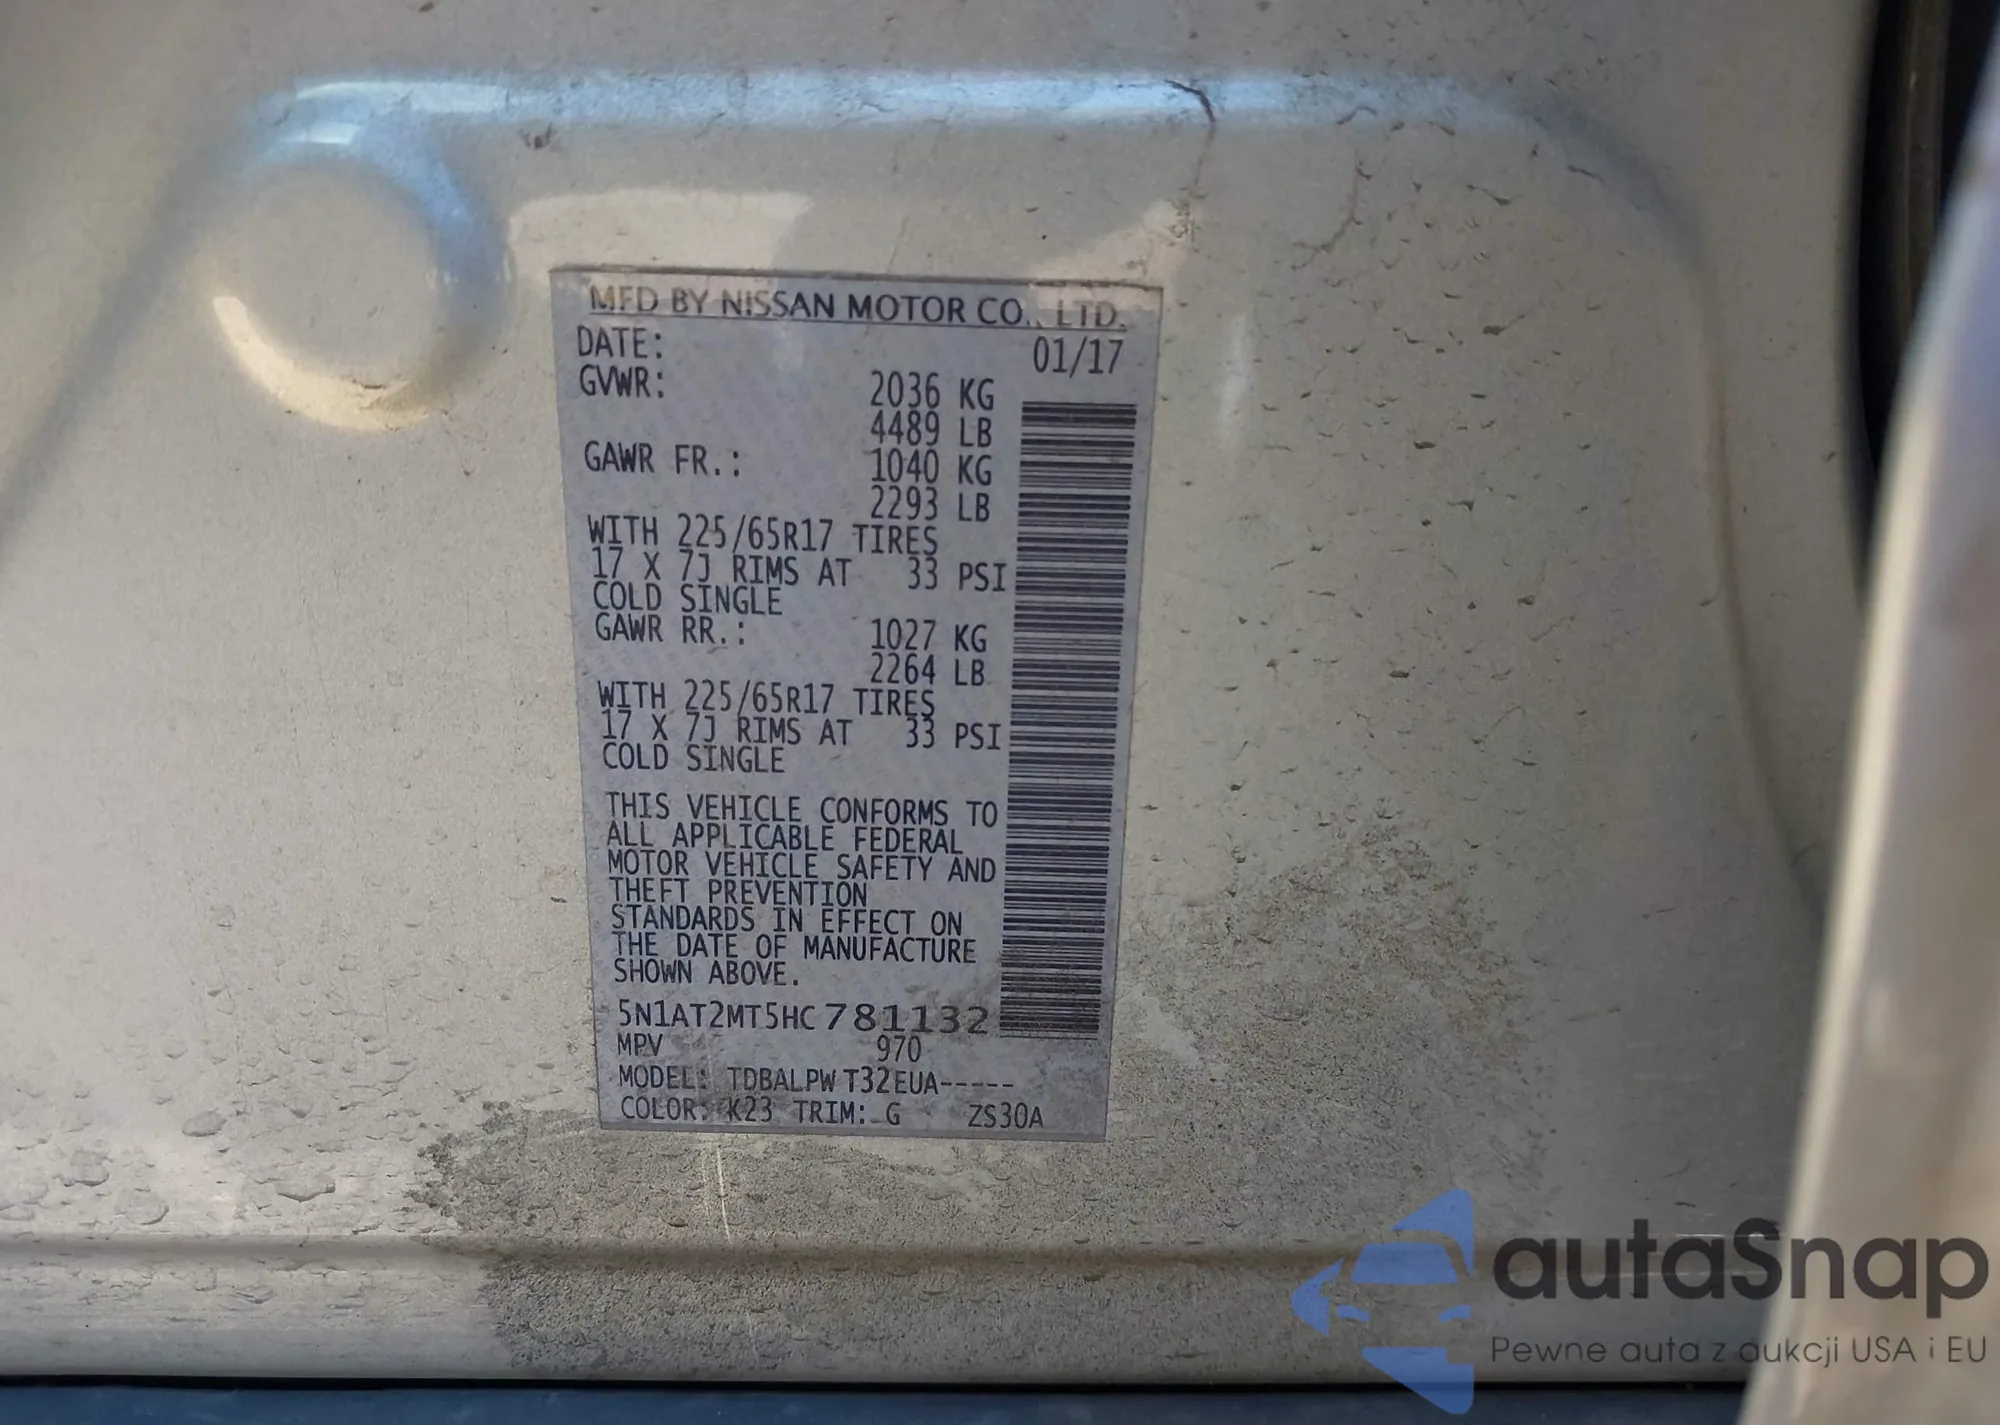 MFD BY NISSAN MOTOR CO., LTD.
DATE: 01/17
GVWR: 2036 KG
4489 LB
GAWR FR.: 1040 KG
2293 LB
WITH 225/65R17 TIRES
17 X 7J RIMS AT 33 PSI
COLD SINGLE
GAWR RR.: 1027 KG
2264 LB
WITH 225/65R17 TIRES
17 X 7J RIMS AT 33 PSI
COLD SINGLE
THIS VEHICLE CONFORMS TO
ALL APPLICABLE FEDERAL
MOTOR VEHICLE SAFETY AND
THEFT PREVENTION
STANDARDS IN EFFECT ON
THE DATE OF MANUFACTURE
SHOWN ABOVE.
5N1AT2MT5HC781132
MPV 970
MODEL: TDBALPW T32EUA-----
COLOR: K23 TRIM: G ZS30A
autaSnap
Pewne auta z aukcji USA i EU